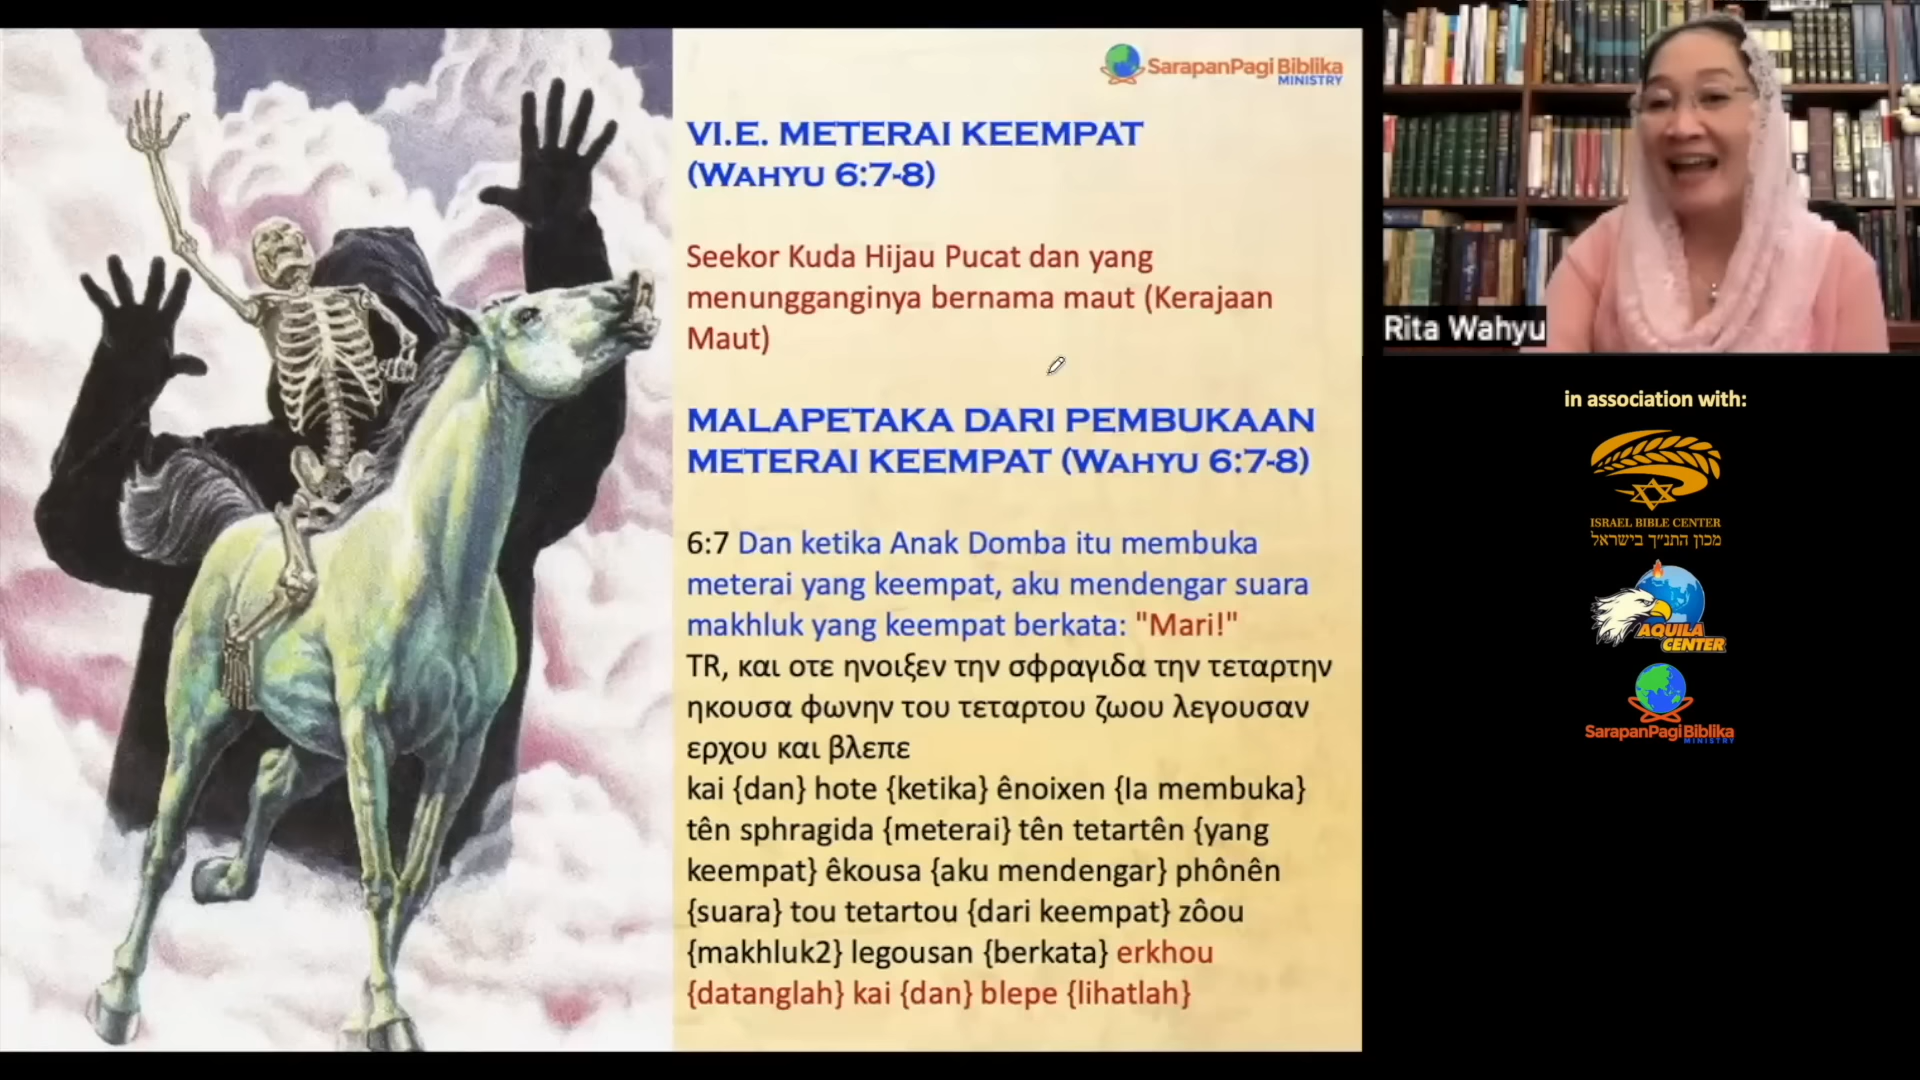 SarapanPagi Biblika
MINISTRY
VI.E. METERAI KEEMPAT
(WAHYU 6:7-8)
Seekor Kuda Hijau Pucat dan yang
menungganginya bernama maut (Kerajaan
Maut)
MALAPETAKA DARI PEMBUKAAN
METERAI KEEMPAT (WAHYU 6:7-8)
6:7 Dan ketika Anak Domba itu membuka
meterai yang keempat, aku mendengar suara
makhluk yang keempat berkata: "Mari!"
TR, και οτε ηνοιξεν την σφραγιδα την τεταρτην
ηκουσα φωνην του τεταρτου ζωου λεγουσαν
ερχου και βλεπε
kai {dan} hote {ketika} ênoixen {Ia membuka}
tên sphragida {meterai} tên tetartên {yang
keempat} êkousa {aku mendengar} phônên
{suara} tou tetartou {dari keempat} zôou
{makhluk2} legousan {berkata} erkhou
{datanglah} kai {dan} blepe {lihatlah}
Rita Wahyu
in association with:
ISRAEL BIBLE CENTER
מכון התנ״ך בישראל
AQUILA
CENTER
SarapanPagi Biblika
MINISTRY